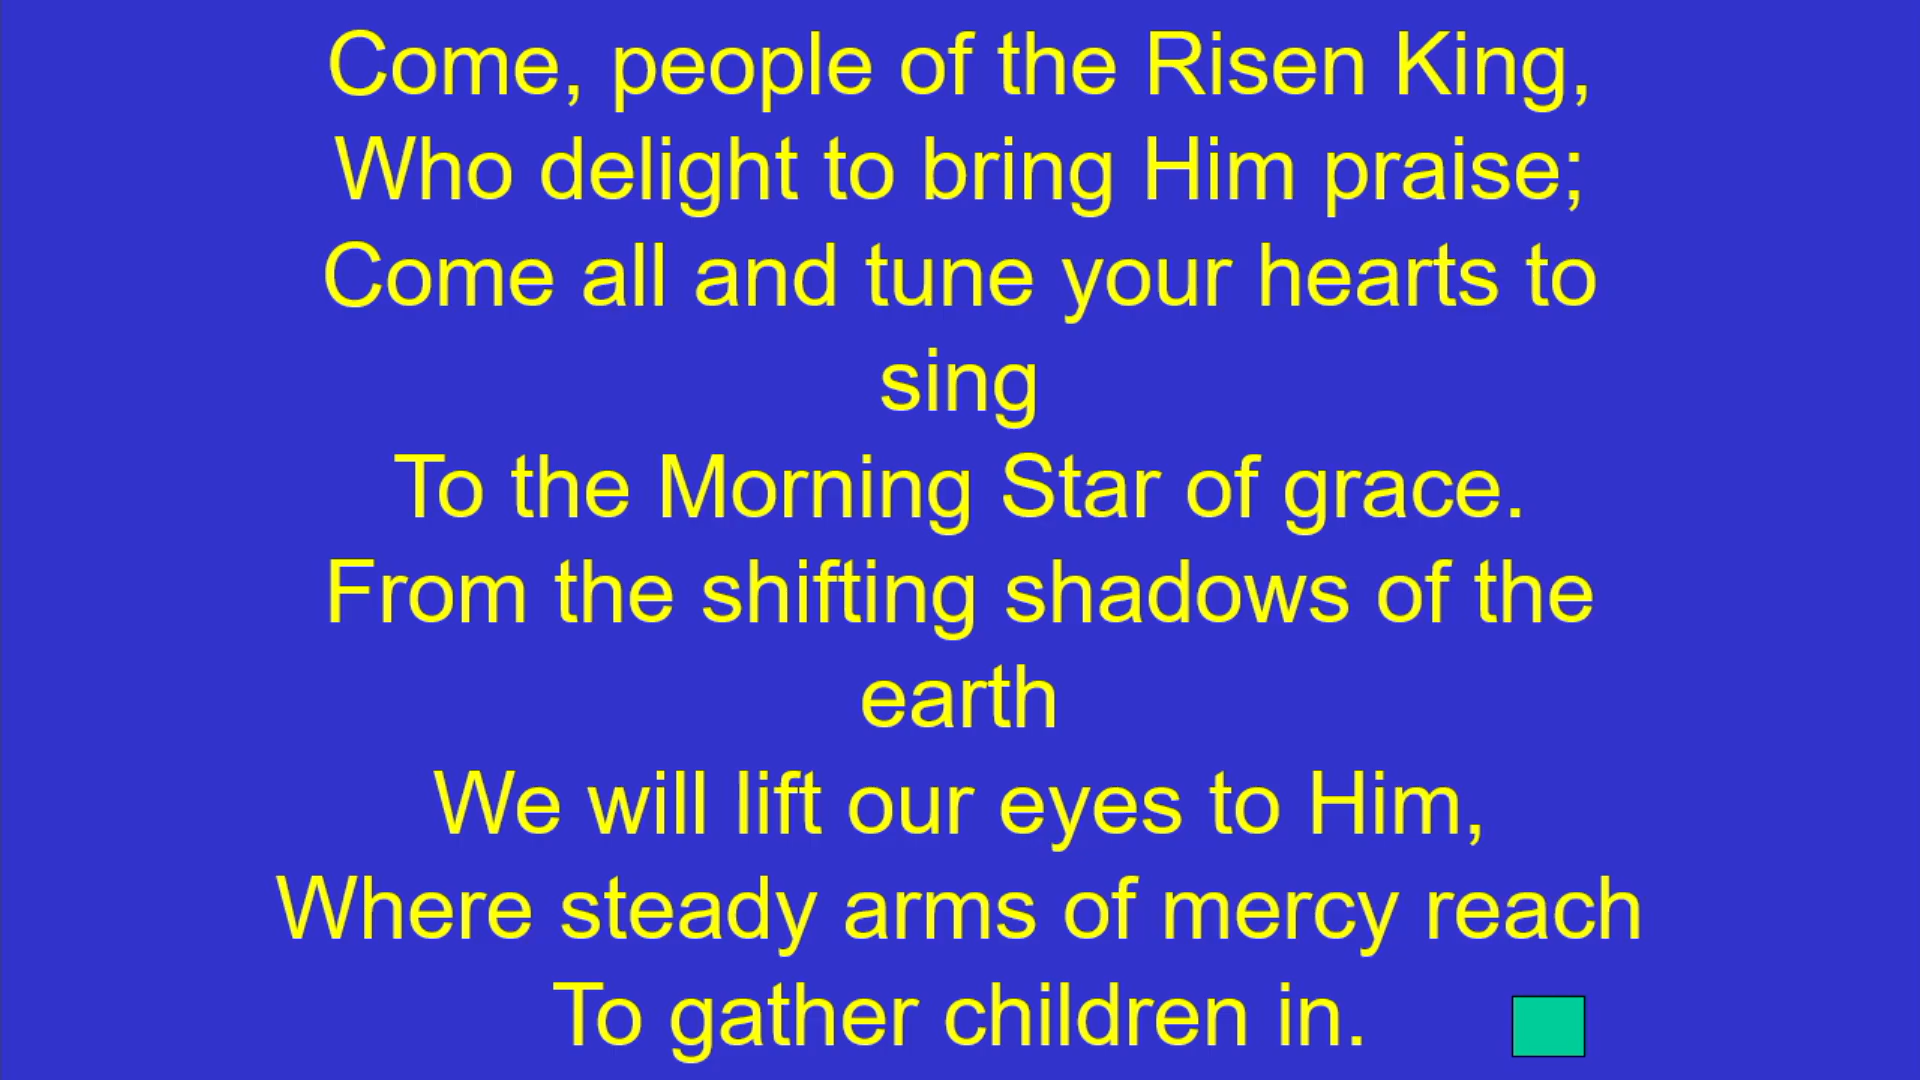 Come, people of the Risen King,
Who delight to bring Him praise;
Come all and tune your hearts to
sing
To the Morning Star of grace.
From the shifting shadows of the
earth
We will lift our eyes to Him,
Where steady arms of mercy reach
To gather children in.